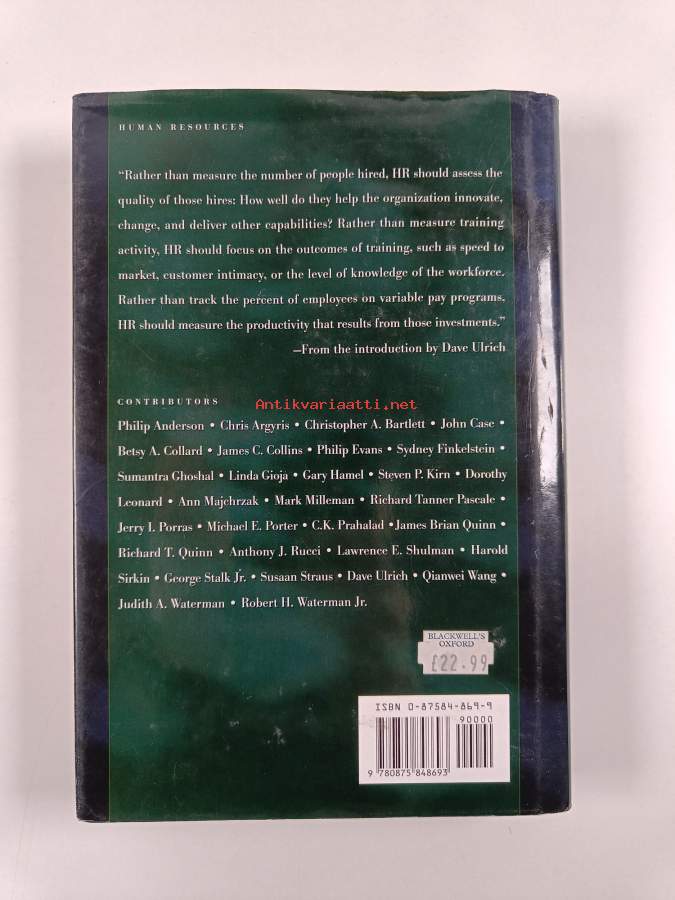 HUMAN RESOURCES
“Rather than measure the number of people hired, HR should assess the
quality of those hires: How well do they help the organization innovate,
change, and deliver other capabilities? Rather than measure training
activity, HR should focus on the outcomes of training, such as speed to
market, customer intimacy, or the level of knowledge of the workforce.
Rather than track the percent of employees on variable pay programs,
HR should measure the productivity that results from those investments.”
—From the introduction by Dave Ulrich
CONTRIBUTORS
Antikvariaatti.net
Philip Anderson • Chris Argyris • Christopher A. Bartlett • John Case •
Betsy A. Collard • James C. Collins • Philip Evans • Sydney Finkelstein •
Sumantra Ghoshal • Linda Gioja • Gary Hamel • Steven P. Kirn • Dorothy
Leonard • Ann Majchrzak • Mark Milleman • Richard Tanner Pascale •
Jerry I. Porras • Michael E. Porter • C.K. Prahalad •James Brian Quinn •
Richard T. Quinn • Anthony J. Rucci • Lawrence E. Shulman • Harold
Sirkin • George Stalk Jr. • Susaan Straus • Dave Ulrich • Qianwei Wang •
Judith A. Waterman • Robert H. Waterman Jr.
BLACKWELL'S
OXFORD
£22.99
ISBN 0-87584-869-9
90000
9 780875 848693